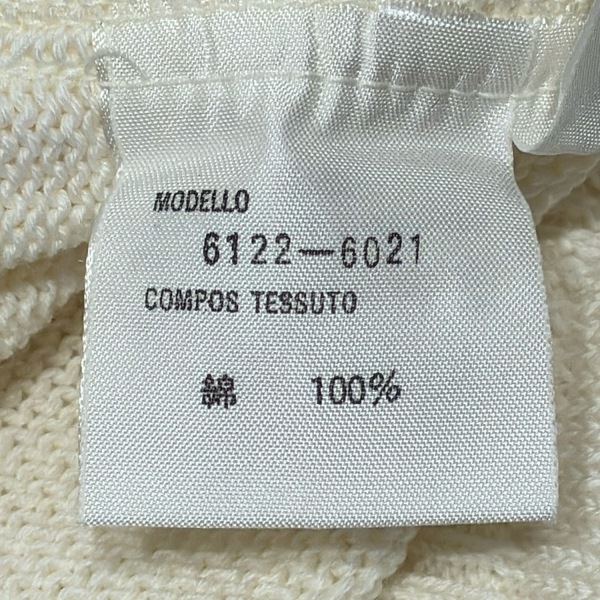 MODELLO
6122—6021
COMPOS TESSUTO
綿 100%